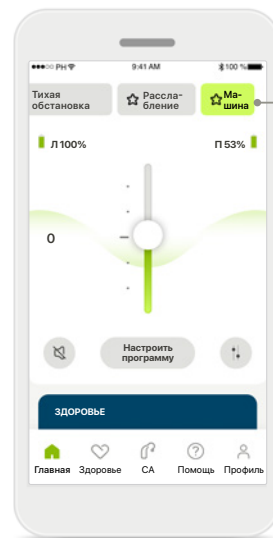 PH 9:41 AM 100 %
Тихая
обстановка
Рассла-
бление
Ма-
шина
Л 100% П 53%
0
Настроить
программу
ЗДОРОВЬЕ
Главная Здоровье СА Помощь Профиль